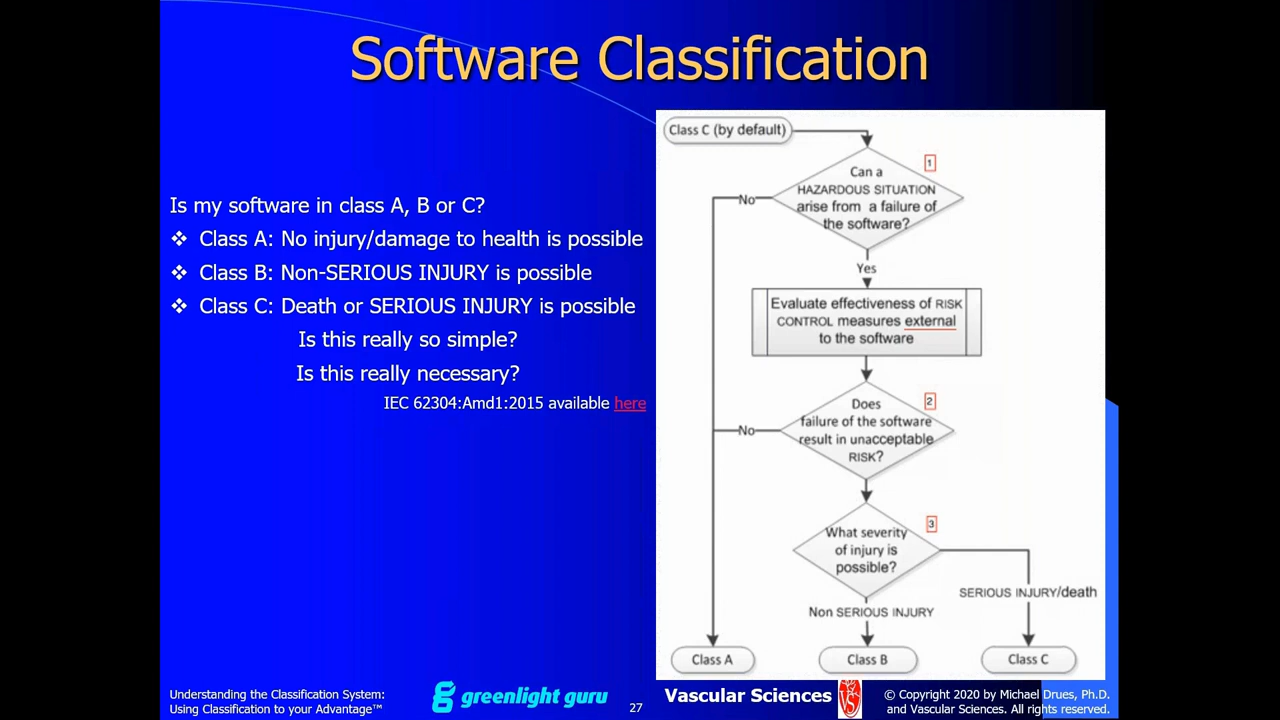 Software Classification
Is my software in class A, B or C?
❖ Class A: No injury/damage to health is possible
❖ Class B: Non-SERIOUS INJURY is possible
❖ Class C: Death or SERIOUS INJURY is possible
Is this really so simple?
Is this really necessary?
IEC 62304:Amd1:2015 available here
Class C (by default)
1
Can a
HAZARDOUS SITUATION
arise from a failure of
the software?
No
Yes
Evaluate effectiveness of RISK
CONTROL measures external
to the software
2
Does
failure of the software
result in unacceptable
RISK?
No
3
What severity
of injury is
possible?
SERIOUS INJURY/death
Non SERIOUS INJURY
Class A
Class B
Class C
Understanding the Classification System:
Using Classification to your Advantage™
greenlight guru
27
Vascular Sciences
VS
© Copyright 2020 by Michael Drues, Ph.D.
and Vascular Sciences. All rights reserved.